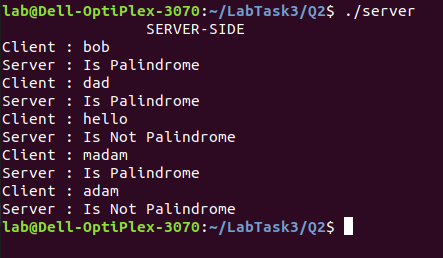 lab@Dell-OptiPlex-3070:~/LabTask3/Q2$ ./server
SERVER-SIDE
Client : bob
Server : Is Palindrome
Client : dad
Server : Is Palindrome
Client : hello
Server : Is Not Palindrome
Client : madam
Server : Is Palindrome
Client : adam
Server : Is Not Palindrome
lab@Dell-OptiPlex-3070:~/LabTask3/Q2$